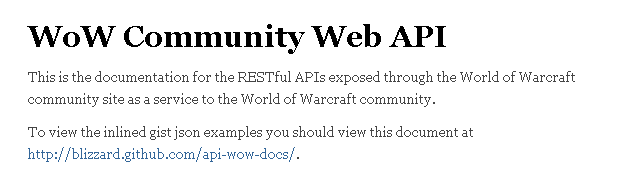 WoW Community Web API
This is the documentation for the RESTful APIs exposed through the World of Warcraft
community site as a service to the World of Warcraft community.
To view the inlined gist json examples you should view this document at
http://blizzard.github.com/api-wow-docs/.